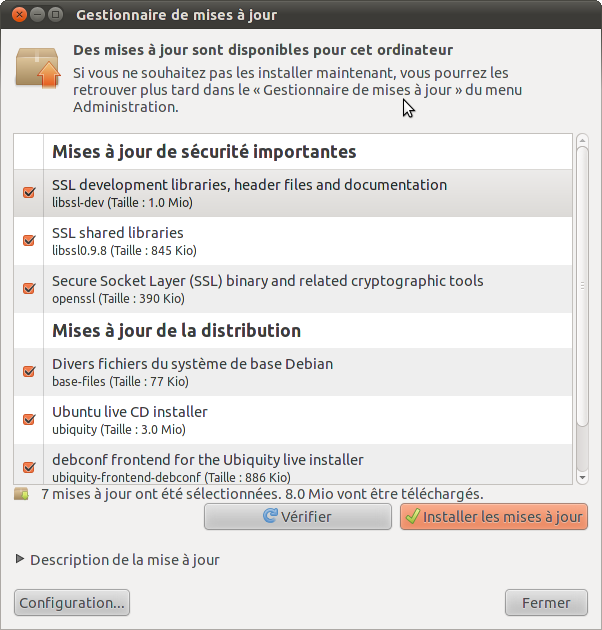 Gestionnaire de mises à jour
Des mises à jour sont disponibles pour cet ordinateur
Si vous ne souhaitez pas les installer maintenant, vous pourrez les
retrouver plus tard dans le « Gestionnaire de mises à jour » du menu
Administration.
Mises à jour de sécurité importantes
SSL development libraries, header files and documentation
libssl-dev (Taille : 1.0 Mio)
SSL shared libraries
libssl0.9.8 (Taille : 845 Kio)
Secure Socket Layer (SSL) binary and related cryptographic tools
openssl (Taille : 390 Kio)
Mises à jour de la distribution
Divers fichiers du système de base Debian
base-files (Taille : 77 Kio)
Ubuntu live CD installer
ubiquity (Taille : 3.0 Mio)
debconf frontend for the Ubiquity live installer
ubiquity-frontend-debconf (Taille : 886 Kio)
7 mises à jour ont été sélectionnées. 8.0 Mio vont être téléchargés.
Vérifier
Installer les mises à jour
Description de la mise à jour
Configuration...
Fermer